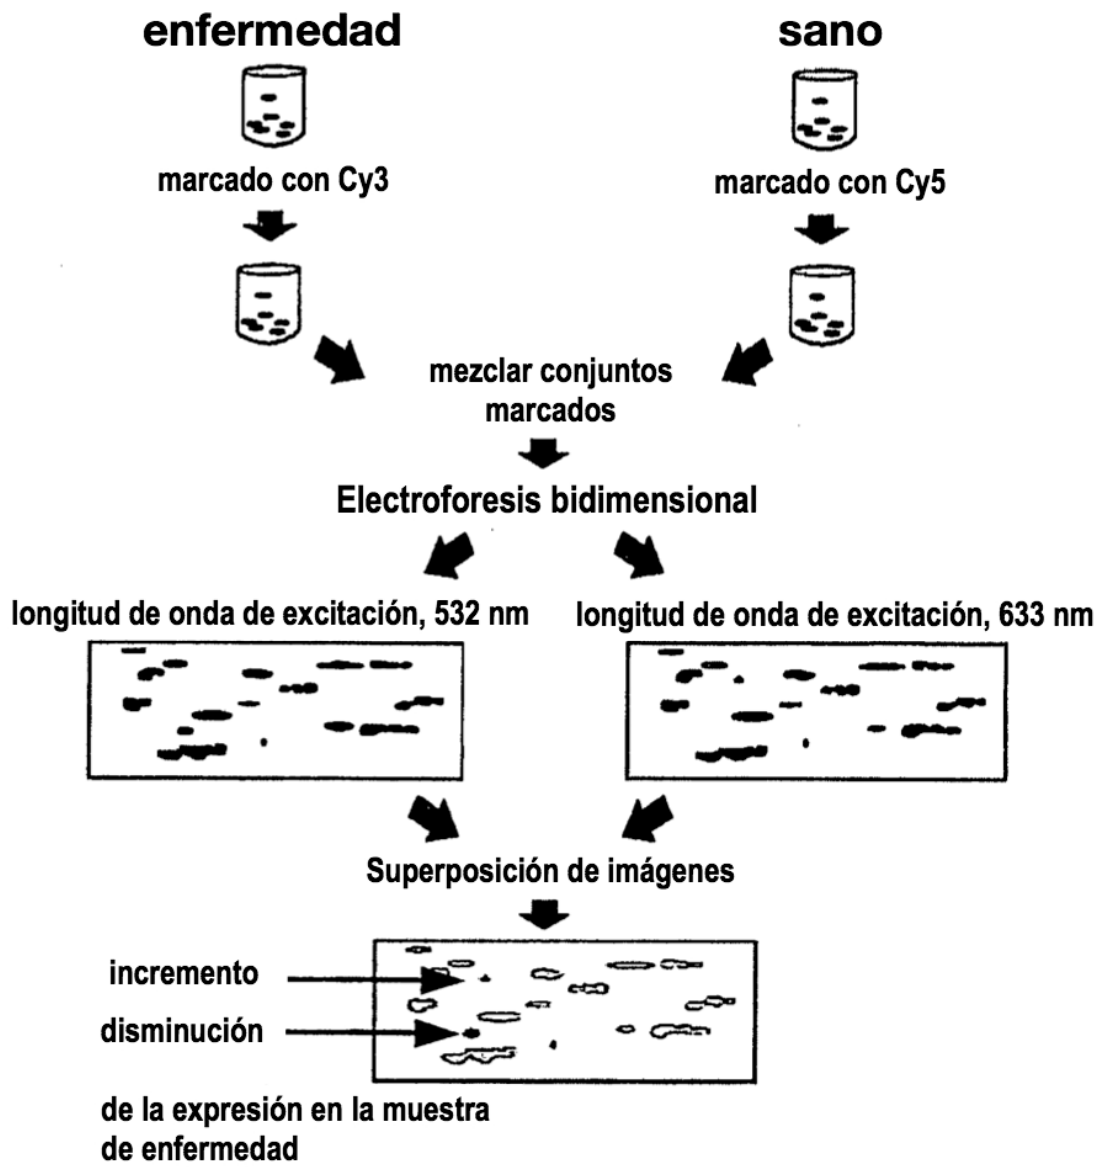 enfermedad
sano
marcado con Cy3
marcado con Cy5
mezclar conjuntos
marcados
Electroforesis bidimensional
longitud de onda de excitación, 532 nm
longitud de onda de excitación, 633 nm
Superposición de imágenes
incremento
disminución
de la expresión en la muestra
de enfermedad